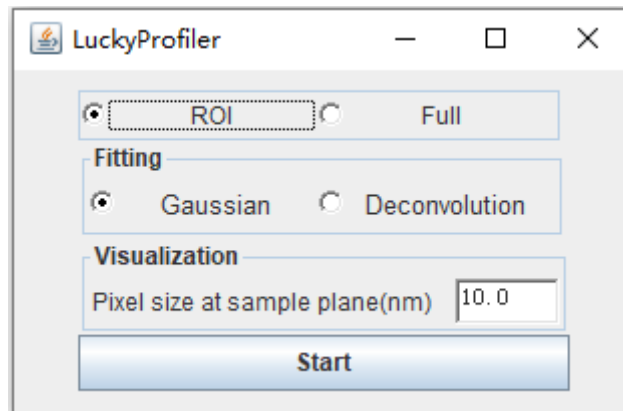 LuckyProfiler
ROI Full
Fitting
Gaussian Deconvolution
Visualization
Pixel size at sample plane(nm) 10.0
Start